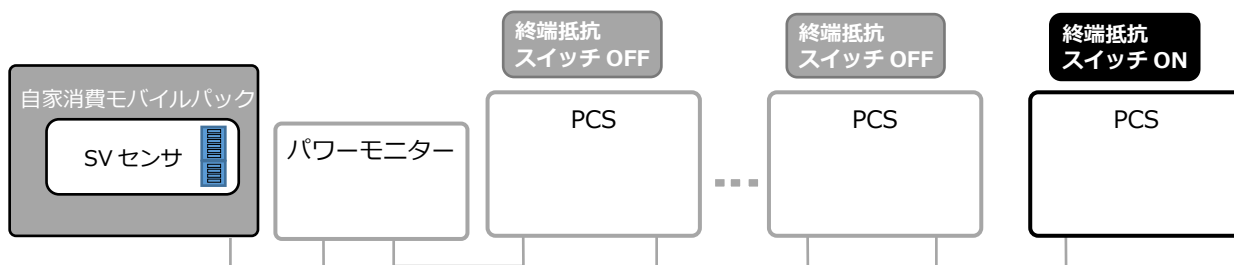 終端抵抗
スイッチ OFF
終端抵抗
スイッチ OFF
終端抵抗
スイッチ ON
自家消費モバイルパック
SV センサ
パワーモニター
PCS
PCS
PCS